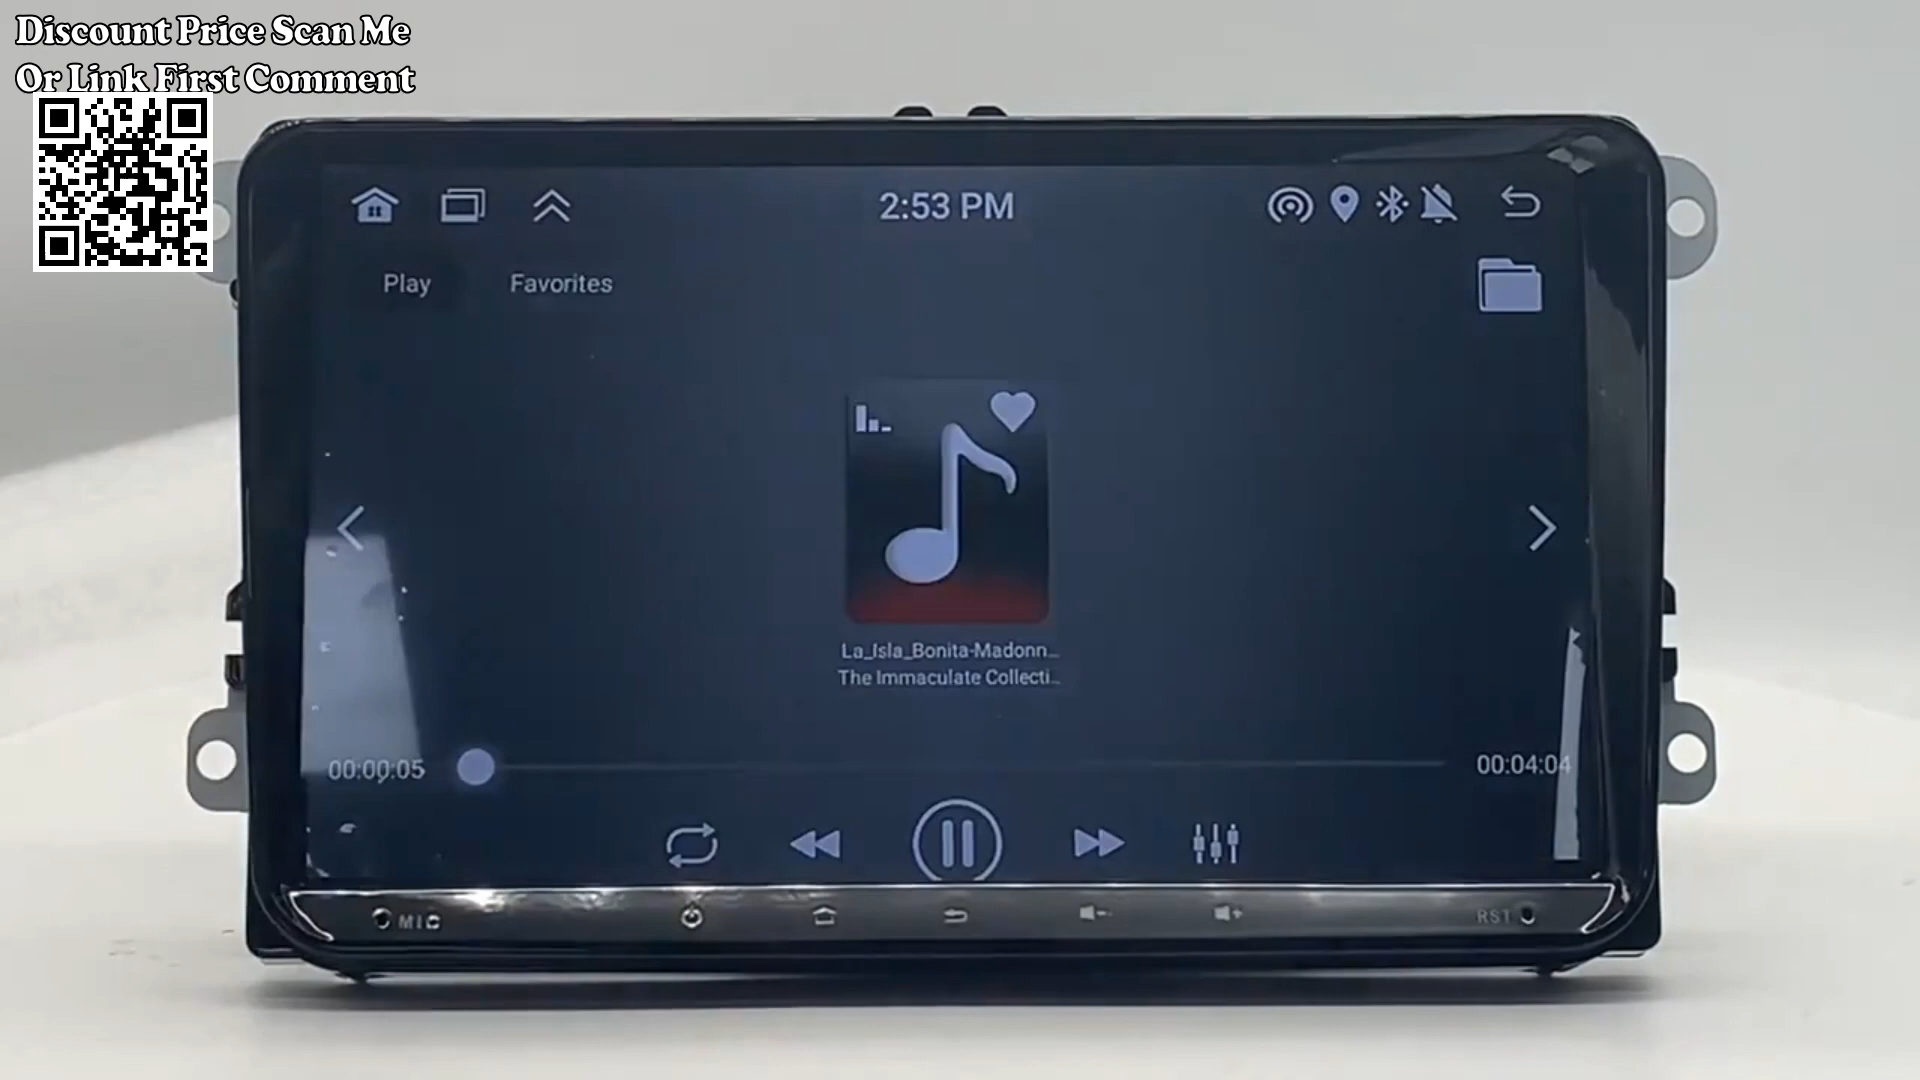 Discount Price Scan Me
Or Link First Comment
2:53 PM
Play
Favorites
La_Isla_Bonita-Madonn...
The Immaculate Collecti...
00:00:05
00:04:04
MIC
RST